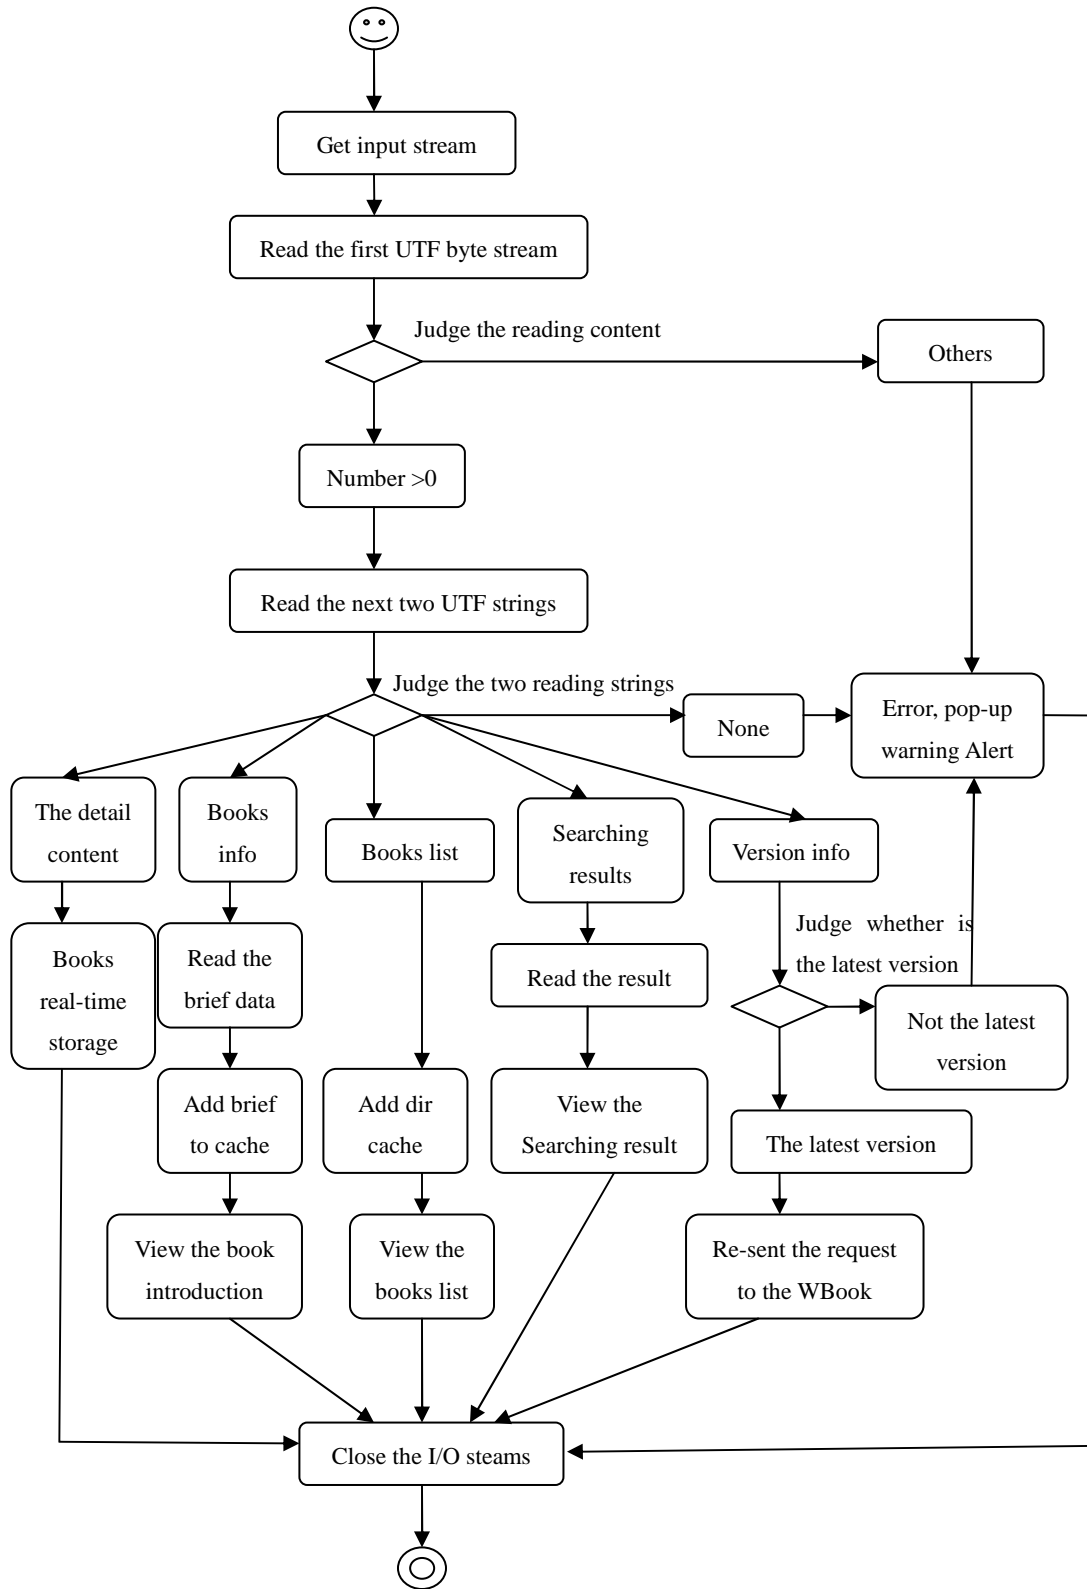 Get input stream
Read the first UTF byte stream
Judge the reading content
Others
Number >0
Read the next two UTF strings
Judge the two reading strings
None
Error, pop-up
warning Alert
The detail
content
Books
info
Books list
Searching
results
Version info
Judge whether is
the latest version
Books
real-time
storage
Read the
brief data
Read the result
Not the latest
version
Add brief
to cache
Add dir
cache
View the
Searching result
The latest version
View the book
introduction
View the
books list
Re-sent the request
to the WBook
Close the I/O steams